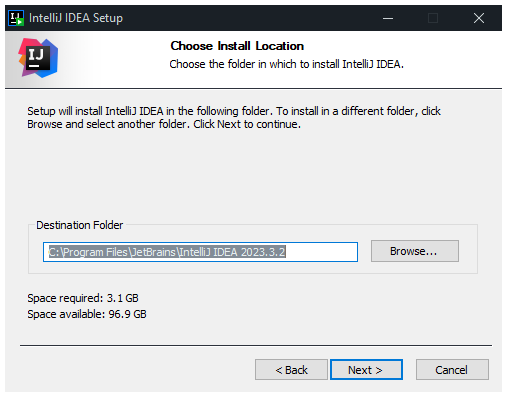 IntelliJ IDEA Setup
IJ
Choose Install Location
Choose the folder in which to install IntelliJ IDEA.
Setup will install IntelliJ IDEA in the following folder. To install in a different folder, click
Browse and select another folder. Click Next to continue.
Destination Folder
C:\Program Files\JetBrains\IntelliJ IDEA 2023.3.2
Browse...
Space required: 3.1 GB
Space available: 96.9 GB
< Back
Next >
Cancel